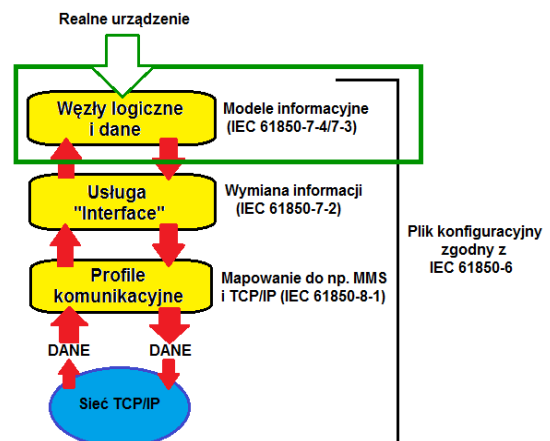 Realne urządzenie
Węzły logiczne
i dane
Modele informacyjne
(IEC 61850-7-4/7-3)
Usługa
"Interface"
Wymiana informacji
(IEC 61850-7-2)
Plik konfiguracyjny
zgodny z
IEC 61850-6
Profile
komunikacyjne
Mapowanie do np. MMS
i TCP/IP (IEC 61850-8-1)
DANE
DANE
Sieć TCP/IP